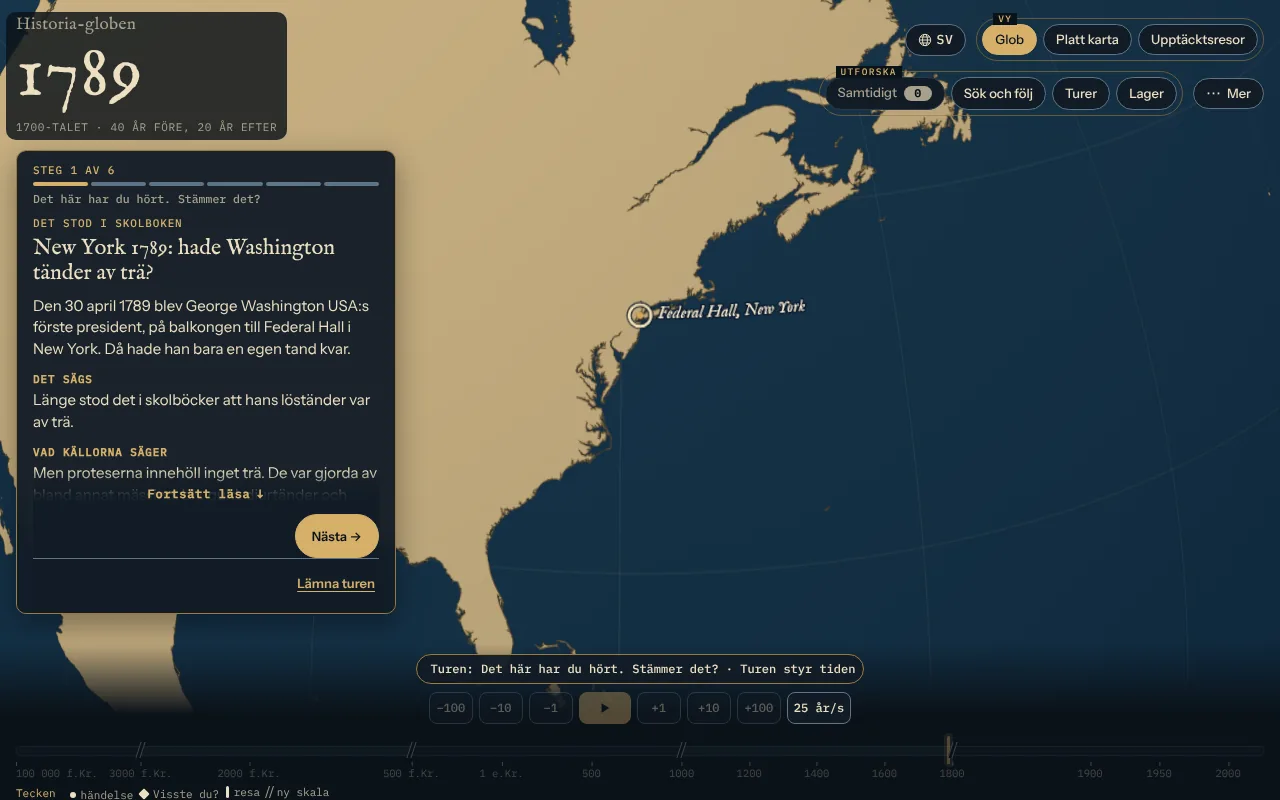 Historia-globen
1789
1700-TALET · 40 ÅR FÖRE, 20 ÅR EFTER
SV
VY
Glob
Platt karta
Upptäcktsresor
UTFORSKA
Samtidigt 0
Sök och följ
Turer
Lager
··· Mer
STEG 1 AV 6
Det här har du hört. Stämmer det?
DET STOD I SKOLBOKEN
New York 1789: hade Washington
tänder av trä?
Den 30 april 1789 blev George Washington USA:s
förste president, på balkongen till Federal Hall i
New York. Då hade han bara en egen tand kvar.
DET SÄGS
Länge stod det i skolböcker att hans löständer var
av trä.
VAD KÄLLORNA SÄGER
Men proteserna innehöll inget trä. De var gjorda av
bland annat
Fortsätt läsa ↓
Nästa →
Lämna turen
Federal Hall, New York
Turen: Det här har du hört. Stämmer det? · Turen styr tiden
−100 −10 −1 ▶ +1 +10 +100 25 år/s
100 000 f.Kr. 3000 f.Kr. 2000 f.Kr. 500 f.Kr. 1 e.Kr. 500 1000 1200 1400 1600 1800 1900 1950 2000
Tecken händelse Visste du? resa // ny skala